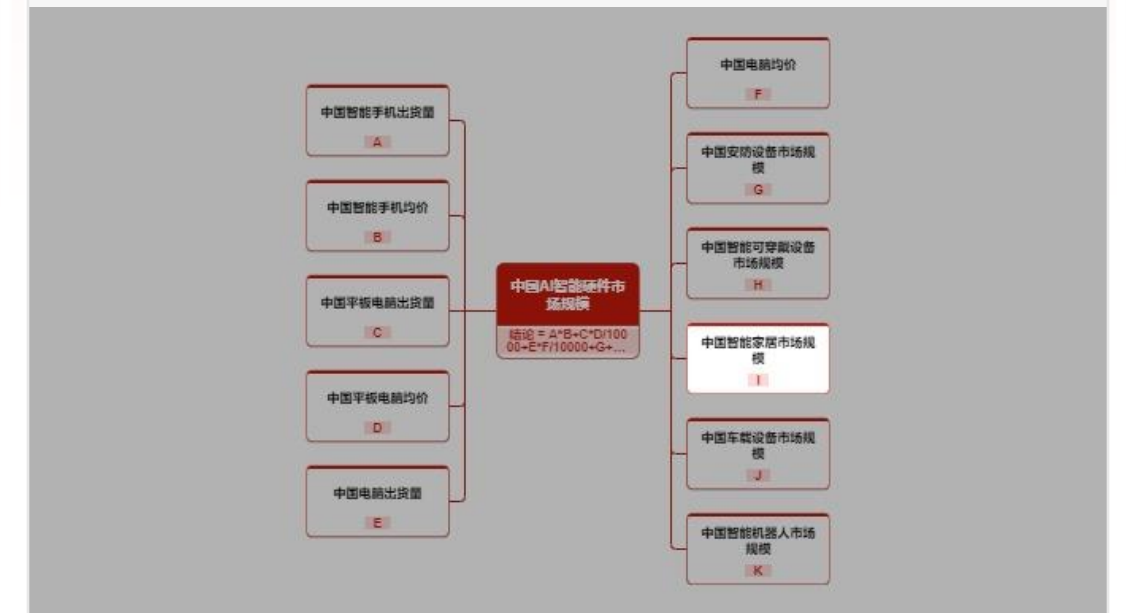 中国智能手机出货量
A
中国智能手机均价
B
中国平板电脑出货量
C
中国平板电脑均价
D
中国电脑出货量
E
中国AI智能硬件市
场规模
结论 = A*B+C*D/100
00+E*F/10000+G+...
中国电脑均价
F
中国安防设备市场规
模
G
中国智能可穿戴设备
市场规模
H
中国智能家居市场规
模
I
中国车载设备市场规
模
J
中国智能机器人市场
规模
K